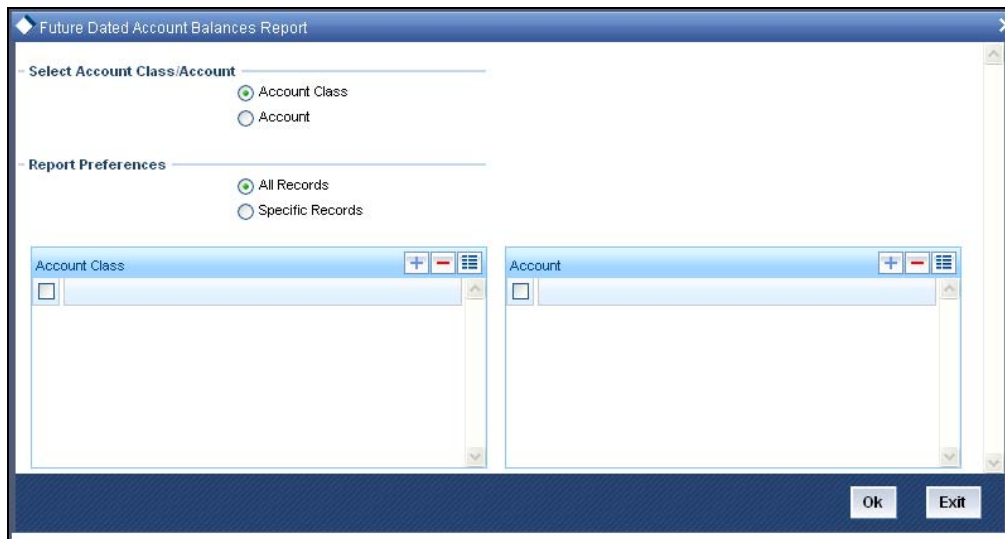 Future Dated Account Balances Report
Select Account Class/Account
Account Class
Account
Report Preferences
All Records
Specific Records
Account Class
Account
Ok
Exit